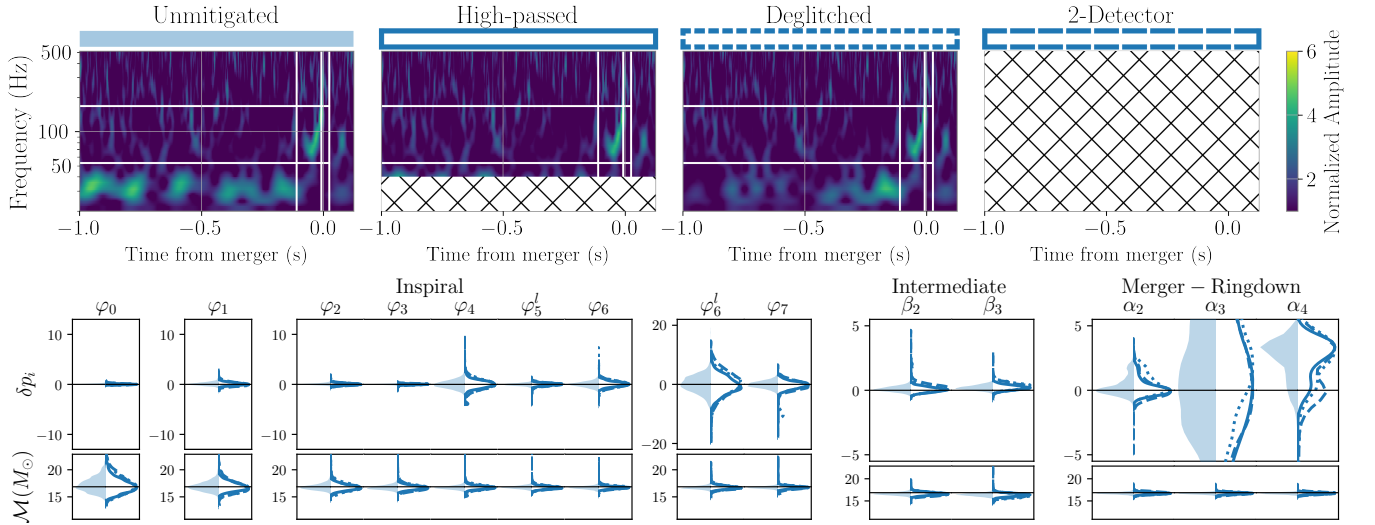 Unmitigated High-passed Deglitched 2-Detector
500
100
50
Frequency (Hz)
−1.0 −0.5 0.0 −1.0 −0.5 0.0 −1.0 −0.5 0.0 −1.0 −0.5 0.0
Time from merger (s) Time from merger (s) Time from merger (s) Time from merger (s)
6
4
2
Normalized Amplitude
Inspiral Intermediate Merger − Ringdown
φ₀ φ₁ φ₂ φ₃ φ₄ φ₅ˡ φ₆ φ₆ˡ φ₇ β₂ β₃ α₂ α₃ α₄
δpᵢ
10 10 10 20 5 5
0 0 0 0 0 0
−10 −10 −10 −20 −5 −5
ℳ(M⊙)
20 20 20 20 20 20
15 15 15 15 15 15